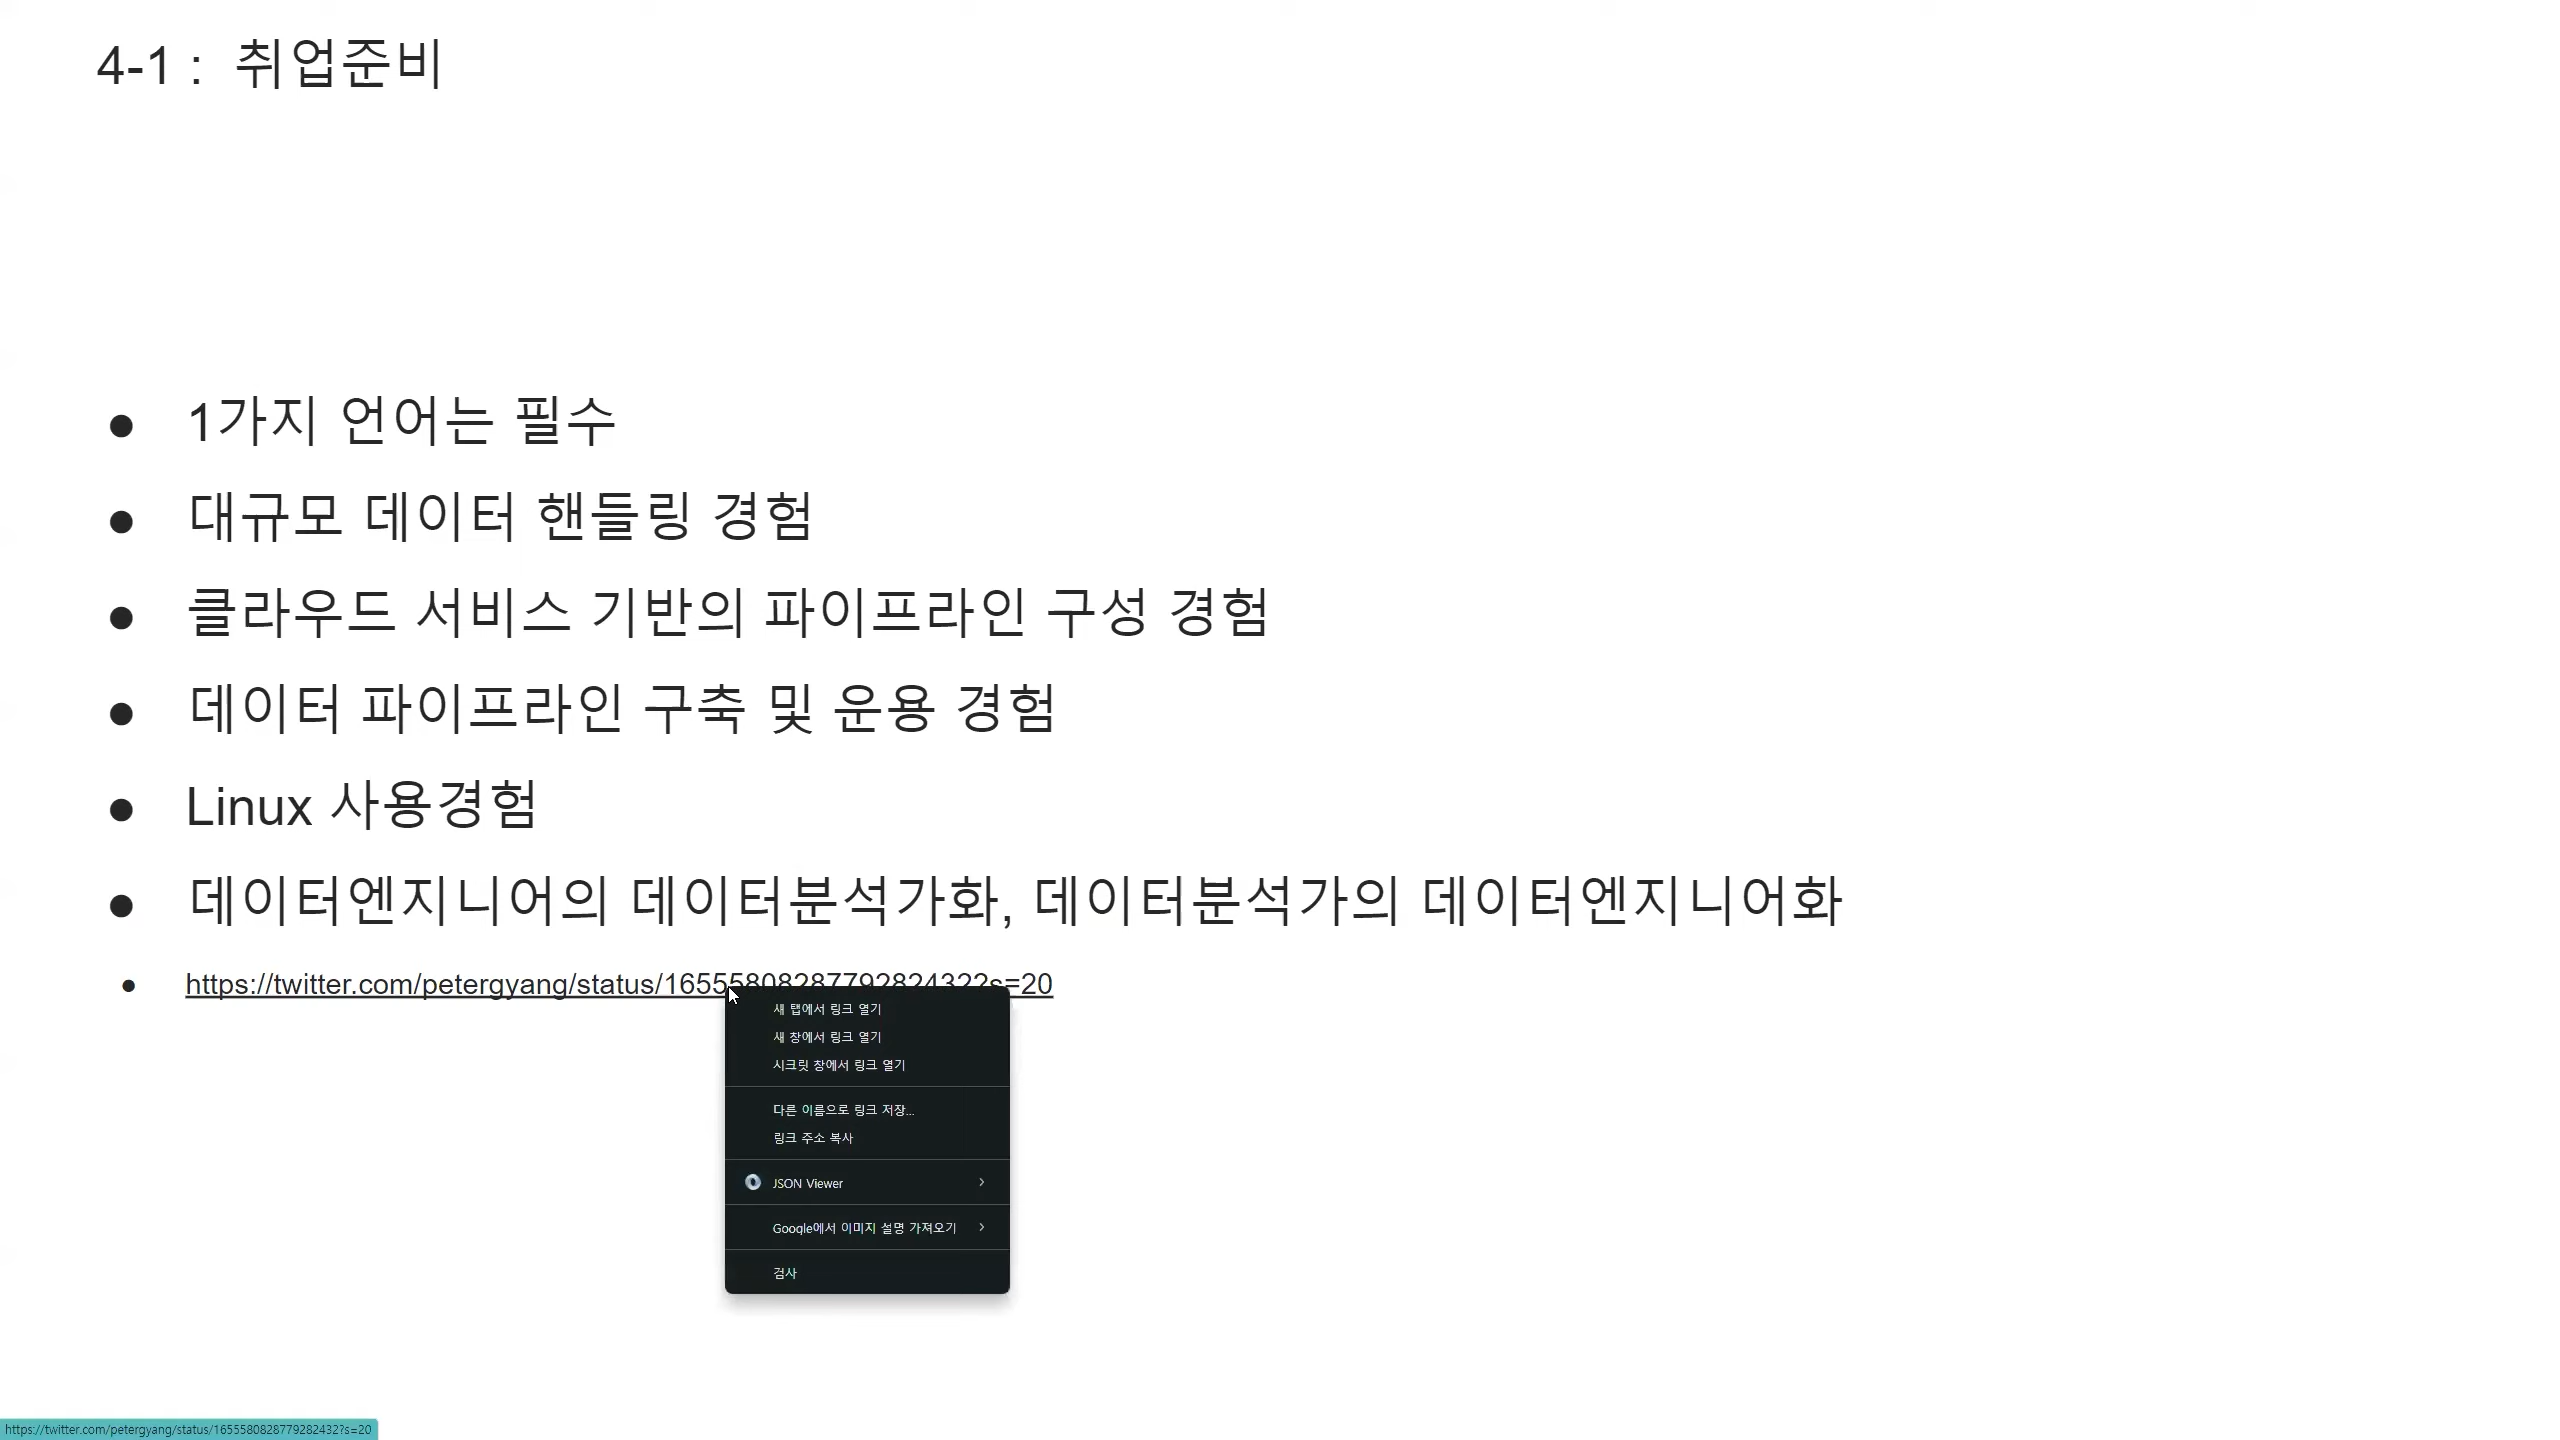 4-1 : 취업준비
● 1가지 언어는 필수
● 대규모 데이터 핸들링 경험
● 클라우드 서비스 기반의 파이프라인 구성 경험
● 데이터 파이프라인 구축 및 운용 경험
● Linux 사용경험
● 데이터엔지니어의 데이터분석가화, 데이터분석가의 데이터엔지니어화
● https://twitter.com/petergyang/status/1655580828779282432?s=20
새 탭에서 링크 열기
새 창에서 링크 열기
시크릿 창에서 링크 열기
다른 이름으로 링크 저장...
링크 주소 복사
JSON Viewer
Google에서 이미지 설명 가져오기
검사
https://twitter.com/petergyang/status/1655580828779282432?s=20